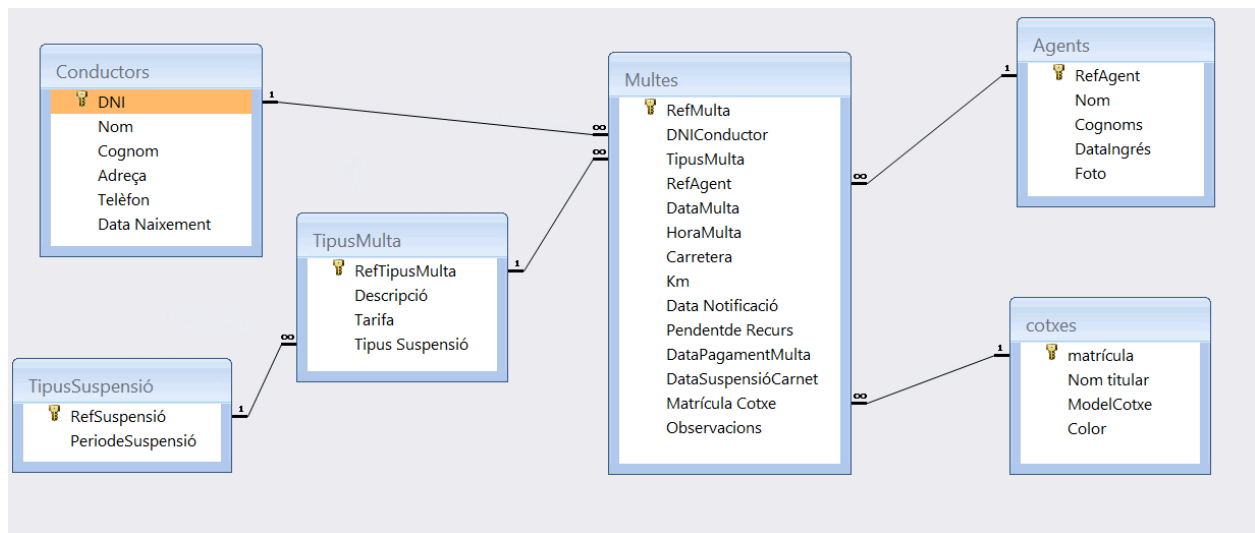 Conductors
DNI
Nom
Cognom
Adreça
Telèfon
Data Naixement
1
∞
TipusMulta
RefTipusMulta
Descripció
Tarifa
Tipus Suspensió
1
∞
TipusSuspensió
RefSuspensió
PeriodeSuspensió
1
∞
Multes
RefMulta
DNIConductor
TipusMulta
RefAgent
DataMulta
HoraMulta
Carretera
Km
Data Notificació
Pendentde Recurs
DataPagamentMulta
DataSuspensióCarnet
Matrícula Cotxe
Observacions
∞
∞
Agents
RefAgent
Nom
Cognoms
DataIngrés
Foto
1
cotxes
matrícula
Nom titular
ModelCotxe
Color
1